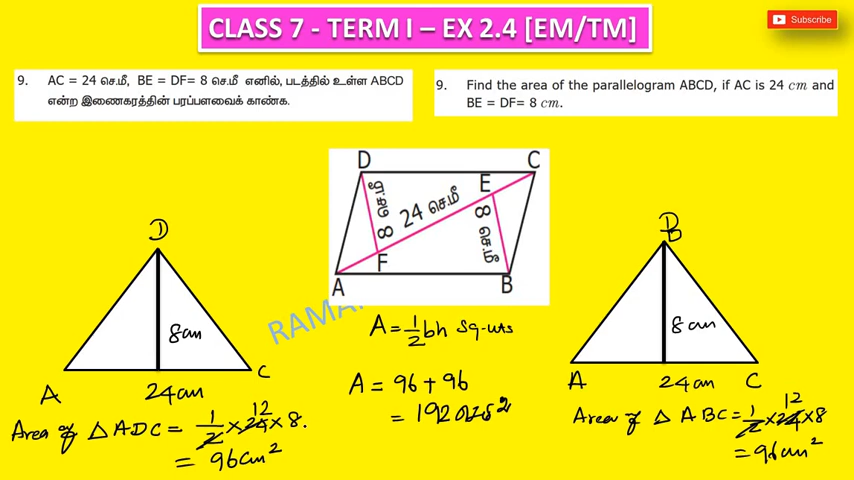 CLASS 7 - TERM I – EX 2.4 [EM/TM]
Subscribe
9. AC = 24 செ.மீ, BE = DF= 8 செ.மீ எனில், படத்தில் உள்ள ABCD
என்ற இணைகரத்தின் பரப்பளவைக் காண்க.
9. Find the area of the parallelogram ABCD, if AC is 24 cm and
BE = DF= 8 cm.
D
C
E
8 செ.மீ
24 செ.மீ
8 செ.மீ
F
A
B
D
8cm
A
24cm
C
Area of △ ADC = 1/2 × 24 12 × 8.
= 96cm²
A = 1/2 bh sq-uts
A = 96 + 96
B
8cm
A
24cm
C
Area of △ ABC = 1/2 × 24 12 × 8
= 96cm²